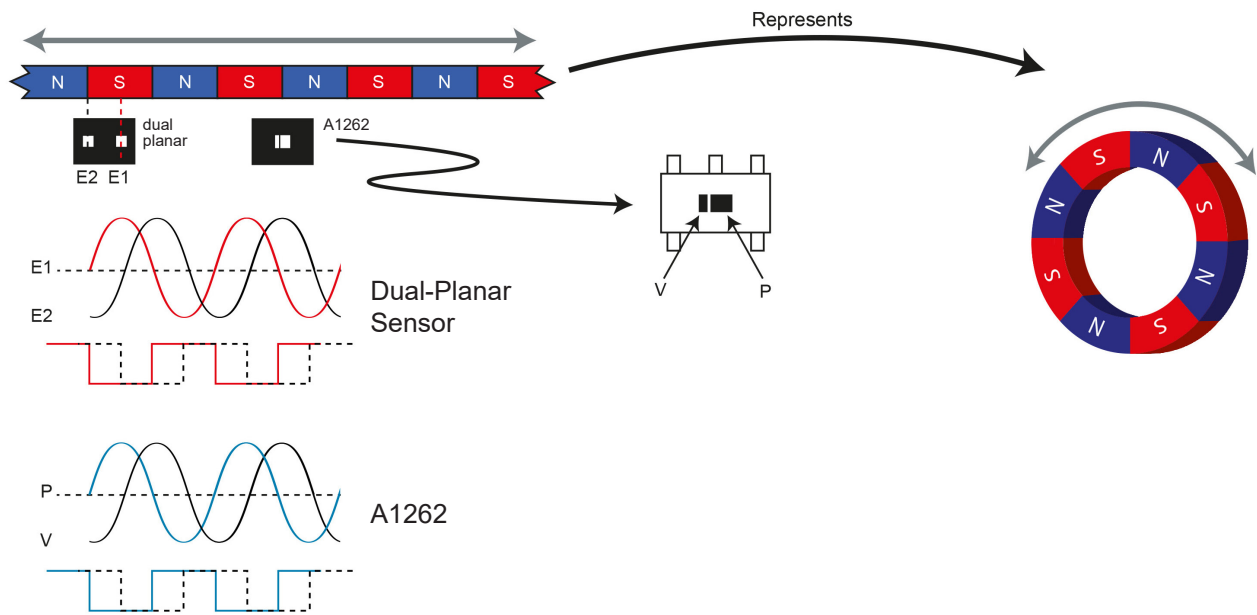 Represents
N S N S N S N S
dual
planar
A1262
E2 E1
S N
N S
S N
N S
V P
E1
E2
Dual-Planar
Sensor
P
V
A1262